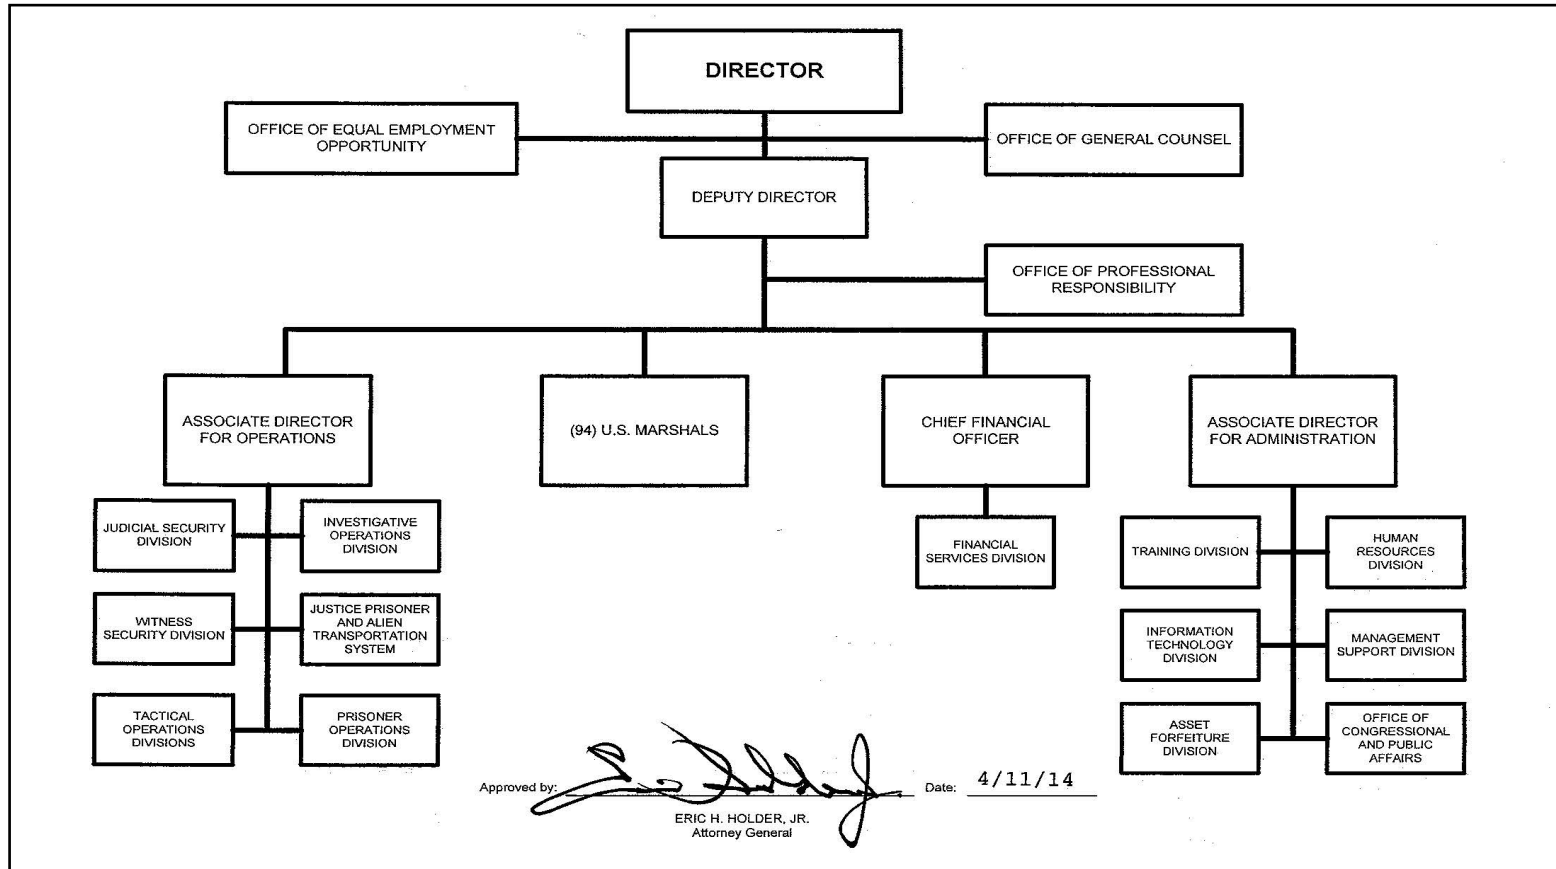 DIRECTOR
OFFICE OF EQUAL EMPLOYMENT
OPPORTUNITY
OFFICE OF GENERAL COUNSEL
DEPUTY DIRECTOR
OFFICE OF PROFESSIONAL
RESPONSIBILITY
ASSOCIATE DIRECTOR
FOR OPERATIONS
(94) U.S. MARSHALS
CHIEF FINANCIAL
OFFICER
ASSOCIATE DIRECTOR
FOR ADMINISTRATION
JUDICIAL SECURITY
DIVISION
INVESTIGATIVE
OPERATIONS
DIVISION
WITNESS
SECURITY DIVISION
JUSTICE PRISONER
AND ALIEN
TRANSPORTATION
SYSTEM
TACTICAL
OPERATIONS
DIVISIONS
PRISONER
OPERATIONS
DIVISION
FINANCIAL
SERVICES DIVISION
TRAINING DIVISION
HUMAN
RESOURCES
DIVISION
INFORMATION
TECHNOLOGY
DIVISION
MANAGEMENT
SUPPORT DIVISION
ASSET
FORFEITURE
DIVISION
OFFICE OF
CONGRESSIONAL
AND PUBLIC
AFFAIRS
Approved by:
ERIC H. HOLDER, JR.
Attorney General
Date: 4/11/14